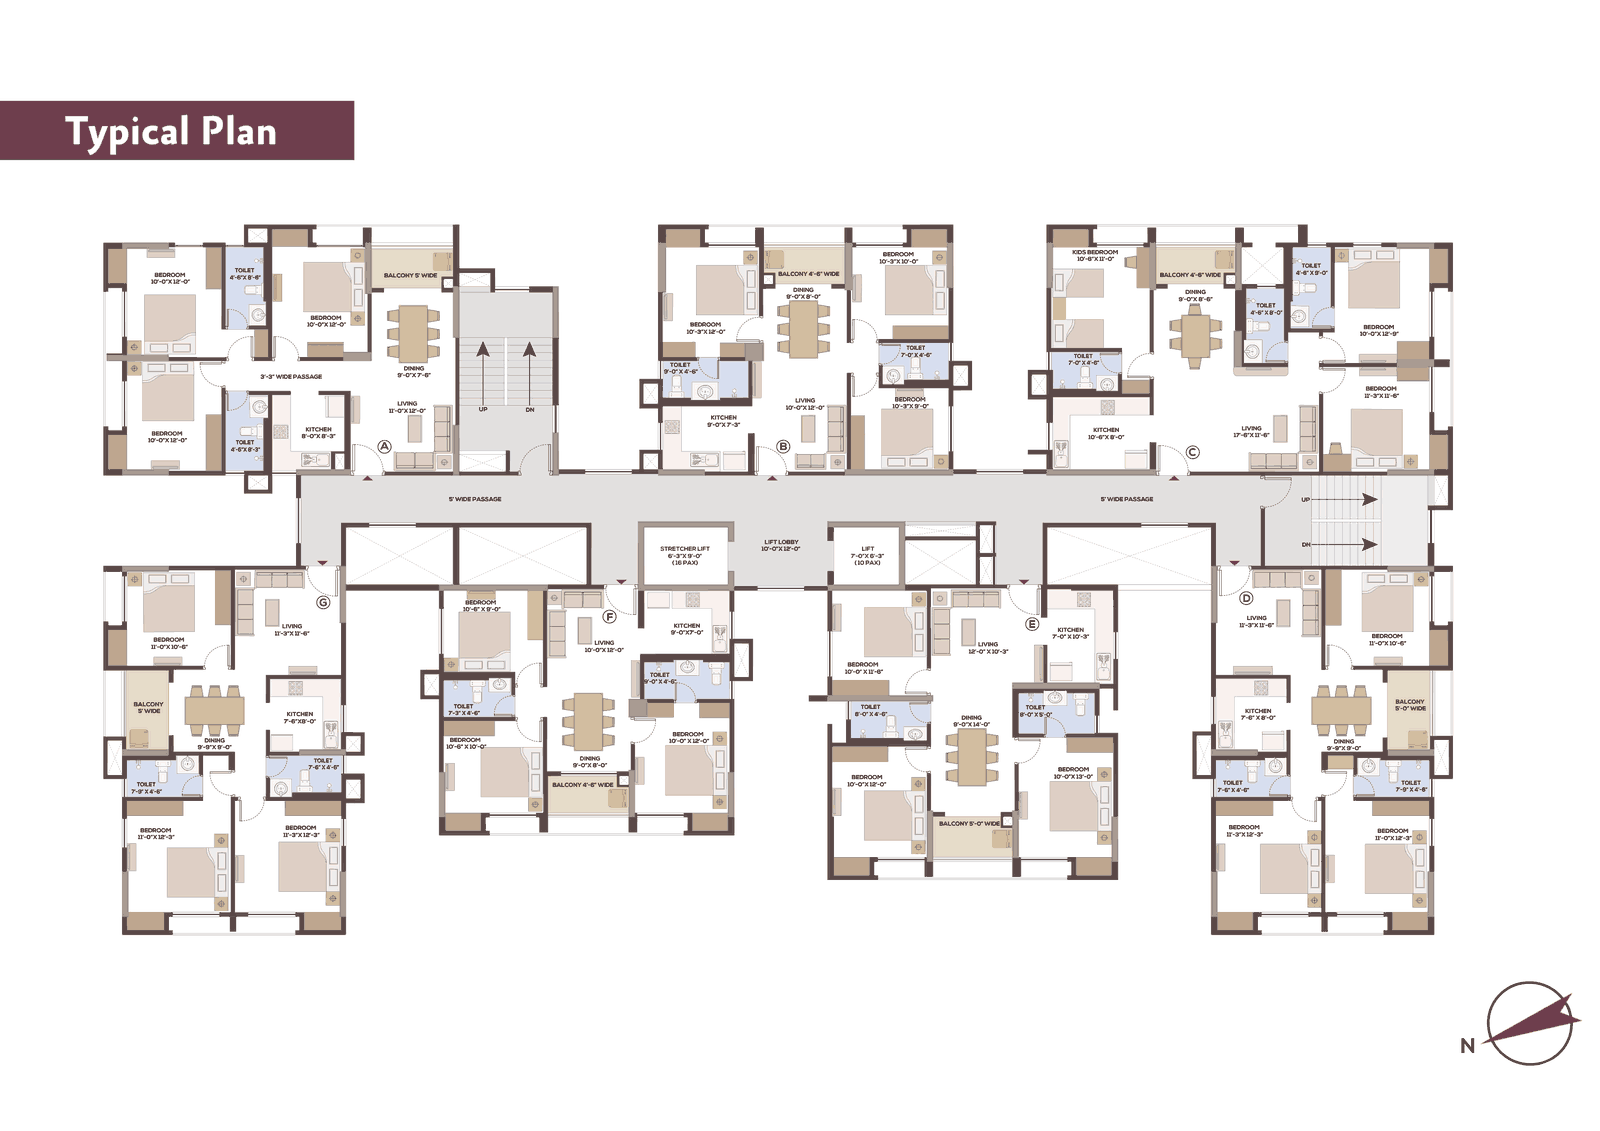 Typical Plan
BEDROOM
10'-0"X 12'-0"
TOILET
4'-6"X 8'-6"
BEDROOM
10'-0"X 12'-0"
BALCONY 5' WIDE
DINING
9'-0"X 7'-6"
3'-3" WIDE PASSAGE
BEDROOM
10'-0"X 12'-0"
TOILET
4'-6"X 8'-3"
KITCHEN
8'-0"X 8'-3"
LIVING
11'-0"X 12'-0"
A
UP
DN
BEDROOM
10'-3"X 12'-0"
BALCONY 4'-6" WIDE
DINING
9'-0"X 8'-0"
BEDROOM
10'-3"X 10'-0"
TOILET
9'-0"X 4'-6"
TOILET
7'-0"X 4'-6"
KITCHEN
9'-0"X 7'-3"
LIVING
10'-0"X 12'-0"
BEDROOM
10'-3"X 9'-0"
B
KIDS BEDROOM
10'-6"X 11'-0"
BALCONY 4'-6" WIDE
DINING
9'-0"X 8'-6"
TOILET
4'-6"X 9'-0"
TOILET
4'-6"X 8'-0"
BEDROOM
10'-0"X 12'-9"
TOILET
7'-0"X 4'-6"
KITCHEN
10'-6"X 8'-0"
LIVING
17'-6"X 11'-6"
BEDROOM
11'-3"X 11'-6"
C
5' WIDE PASSAGE
5' WIDE PASSAGE
UP
DN
STRETCHER LIFT
6'-3"X 9'-0"
(16 PAX)
LIFT LOBBY
10'-0"X 12'-0"
LIFT
7'-0"X 6'-3"
(10 PAX)
G
BEDROOM
11'-0"X 10'-6"
LIVING
11'-3"X 11'-6"
BALCONY
5' WIDE
DINING
9'-9"X 9'-0"
KITCHEN
7'-6"X8'-0"
TOILET
7'-9"X 4'-6"
TOILET
7'-6"X 4'-6"
BEDROOM
11'-0"X 12'-3"
BEDROOM
11'-3"X 12'-3"
BEDROOM
10'-6"X 9'-0"
F
LIVING
10'-0"X 12'-0"
KITCHEN
9'-0"X7'-0"
TOILET
7'-3"X 4'-6"
TOILET
9'-0"X 4'-6"
BEDROOM
10'-6"X 10'-0"
DINING
9'-0"X 8'-0"
BEDROOM
10'-0"X 12'-0"
BALCONY 4'-6" WIDE
BEDROOM
10'-0"X 11'-6"
LIVING
12'-0"X 10'-3"
E
KITCHEN
7'-0"X 10'-3"
TOILET
8'-0"X 4'-6"
DINING
9'-0"X 14'-0"
TOILET
8'-0"X 5'-0"
BEDROOM
10'-0"X 12'-0"
BEDROOM
10'-0"X 13'-0"
BALCONY 5'-0" WIDE
D
LIVING
11'-3"X 11'-6"
BEDROOM
11'-0"X 10'-6"
KITCHEN
7'-6"X 8'-0"
DINING
9'-9"X 9'-0"
BALCONY
5'-0" WIDE
TOILET
7'-6"X 4'-6"
TOILET
7'-9"X 4'-6"
BEDROOM
11'-3"X 12'-3"
BEDROOM
11'-0"X 12'-3"
N